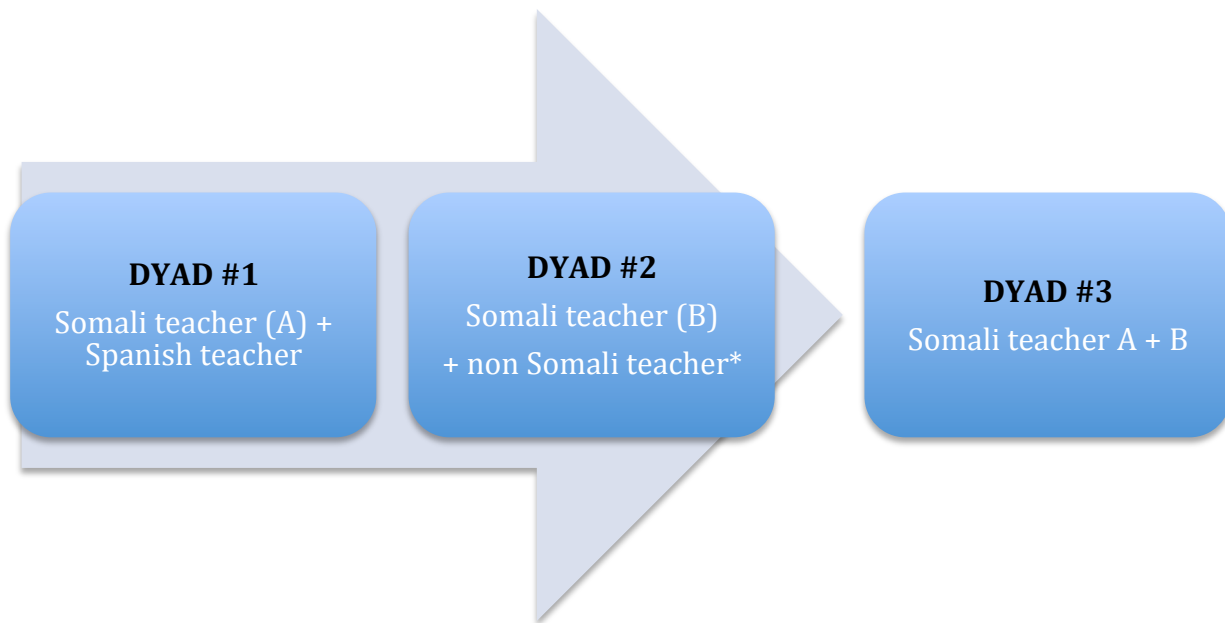 DYAD #1
Somali teacher (A) +
Spanish teacher
DYAD #2
Somali teacher (B)
+ non Somali teacher*
DYAD #3
Somali teacher A + B